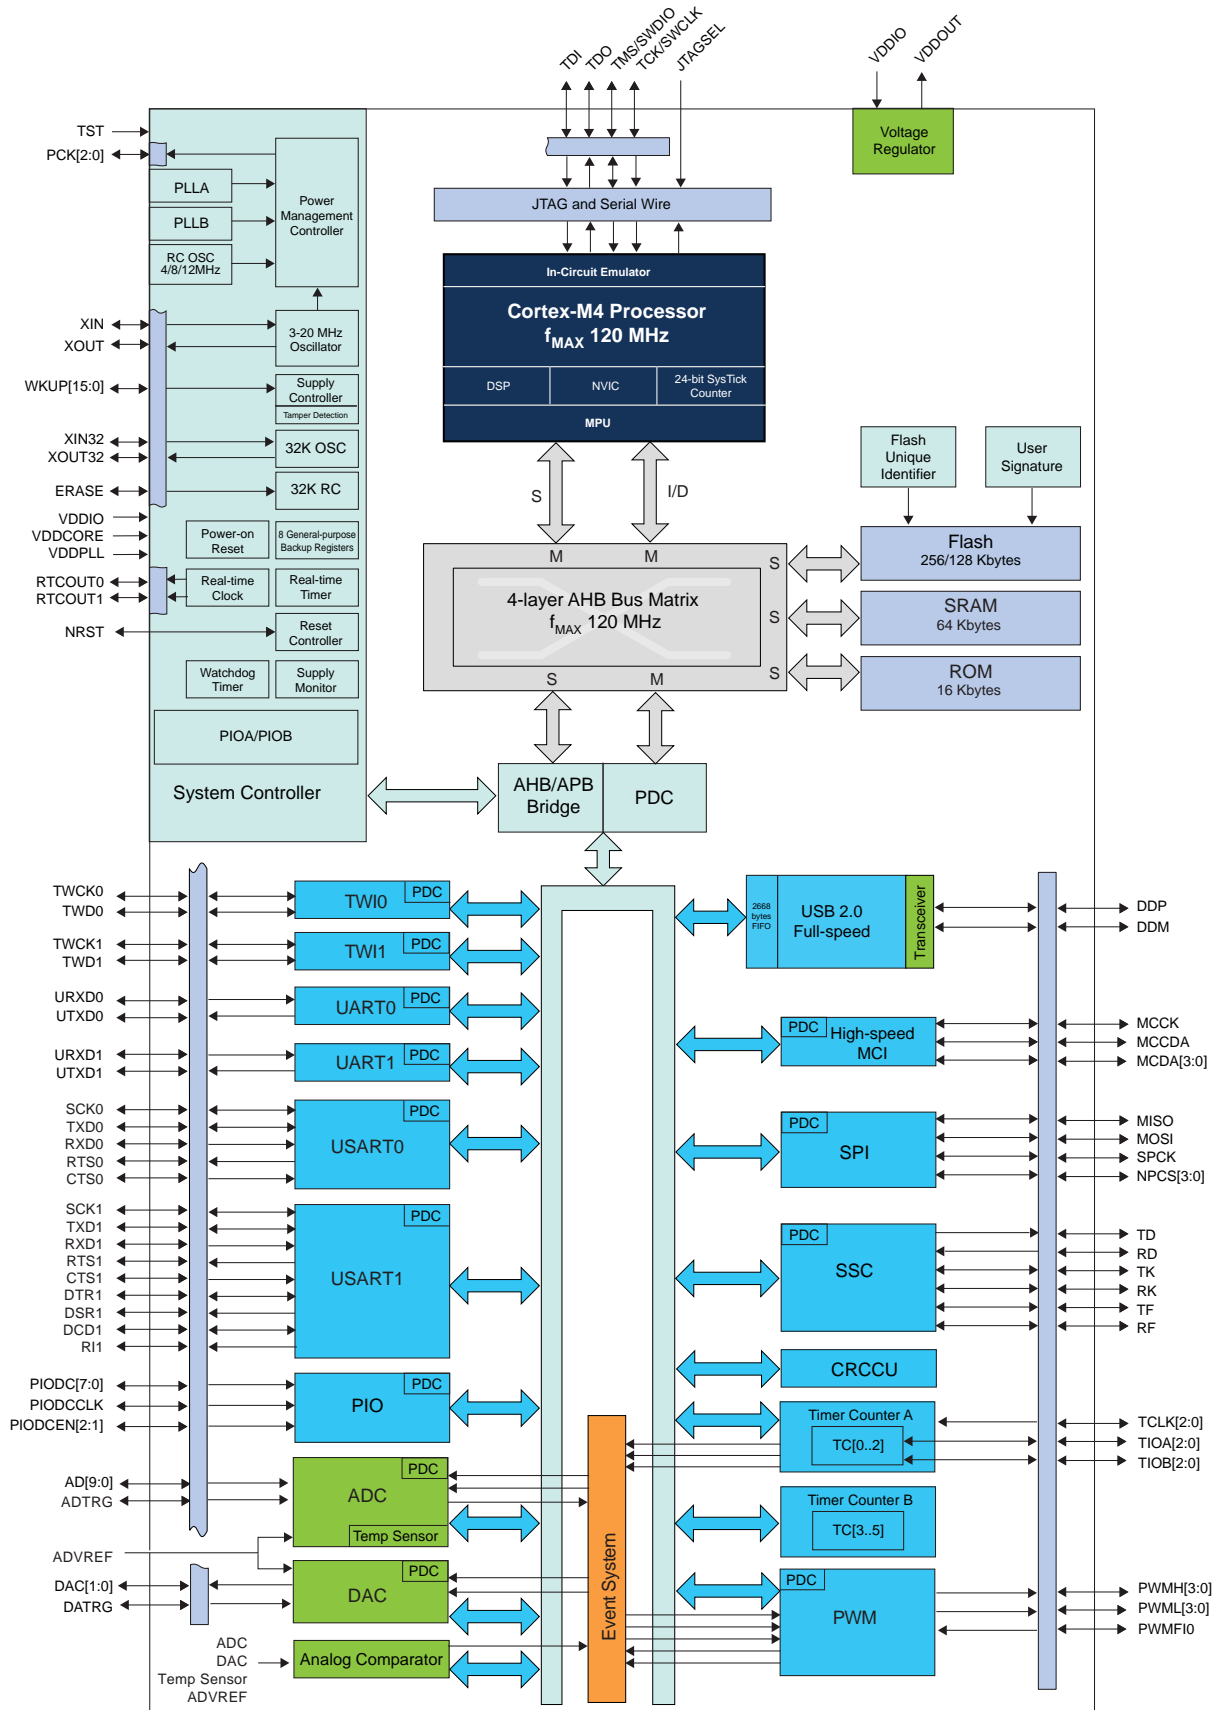 TDI
TDO
TMS/SWDIO
TCK/SWCLK
JTAGSEL
VDDIO
VDDOUT
TST
PCK[2:0]
PLLA
PLLB
RC OSC
4/8/12MHz
Power
Management
Controller
Voltage
Regulator
JTAG and Serial Wire
In-Circuit Emulator
Cortex-M4 Processor
fMAX 120 MHz
DSP
NVIC
24-bit SysTick
Counter
MPU
XIN
XOUT
3-20 MHz
Oscillator
WKUP[15:0]
Supply
Controller
Tamper Detection
XIN32
XOUT32
32K OSC
ERASE
32K RC
VDDIO
VDDCORE
VDDPLL
Power-on
Reset
8 General-purpose
Backup Registers
RTCOUT0
RTCOUT1
Real-time
Clock
Real-time
Timer
NRST
Reset
Controller
Watchdog
Timer
Supply
Monitor
PIOA/PIOB
System Controller
S
I/D
M
M
S
S
S
4-layer AHB Bus Matrix
fMAX 120 MHz
S
M
Flash
Unique
Identifier
User
Signature
Flash
256/128 Kbytes
SRAM
64 Kbytes
ROM
16 Kbytes
AHB/APB
Bridge
PDC
TWCK0
TWD0
PDC
TWI0
TWCK1
TWD1
PDC
TWI1
URXD0
UTXD0
PDC
UART0
URXD1
UTXD1
PDC
UART1
SCK0
TXD0
RXD0
RTS0
CTS0
PDC
USART0
SCK1
TXD1
RXD1
RTS1
CTS1
DTR1
DSR1
DCD1
RI1
PDC
USART1
PIODC[7:0]
PIODCCLK
PIODCEN[2:1]
PDC
PIO
AD[9:0]
ADTRG
PDC
ADC
Temp Sensor
ADVREF
DAC[1:0]
DATRG
PDC
DAC
ADC
DAC
Temp Sensor
ADVREF
Analog Comparator
Event System
2668
bytes
FIFO
USB 2.0
Full-speed
Transceiver
DDP
DDM
PDC
High-speed
MCI
MCCK
MCCDA
MCDA[3:0]
PDC
SPI
MISO
MOSI
SPCK
NPCS[3:0]
PDC
SSC
TD
RD
TK
RK
TF
RF
CRCCU
Timer Counter A
TC[0..2]
TCLK[2:0]
TIOA[2:0]
TIOB[2:0]
Timer Counter B
TC[3..5]
PDC
PWM
PWMH[3:0]
PWML[3:0]
PWMFI0